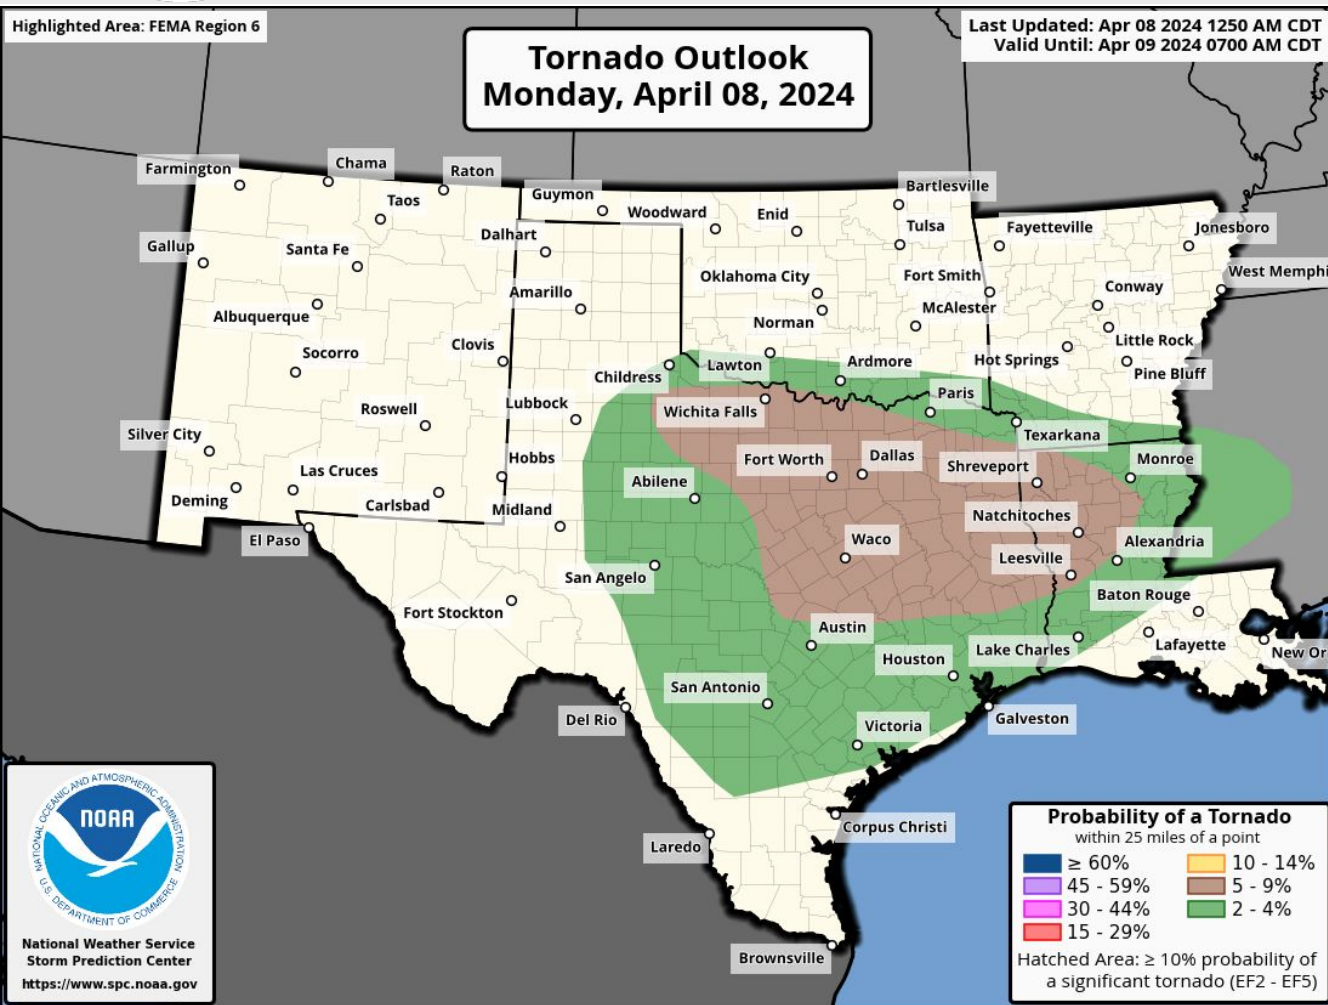 Highlighted Area: FEMA Region 6
Last Updated: Apr 08 2024 1250 AM CDT
Valid Until: Apr 09 2024 0700 AM CDT
Tornado Outlook
Monday, April 08, 2024
Farmington
Chama
Raton
Taos
Guymon
Woodward
Enid
Bartlesville
Tulsa
Fayetteville
Jonesboro
Gallup
Santa Fe
Dalhart
Oklahoma City
Fort Smith
West Memphi
Albuquerque
Amarillo
Norman
McAlester
Conway
Socorro
Clovis
Little Rock
Childress
Lawton
Ardmore
Hot Springs
Pine Bluff
Roswell
Lubbock
Wichita Falls
Paris
Silver City
Texarkana
Las Cruces
Hobbs
Fort Worth
Dallas
Shreveport
Monroe
Deming
Carlsbad
Midland
Abilene
Natchitoches
El Paso
Waco
Leesville
Alexandria
San Angelo
Fort Stockton
Baton Rouge
Austin
Lake Charles
Lafayette
New Or
Houston
San Antonio
Del Rio
Victoria
Galveston
Laredo
Corpus Christi
Brownsville
NATIONAL OCEANIC AND ATMOSPHERIC ADMINISTRATION
NOAA
U.S. DEPARTMENT OF COMMERCE
National Weather Service
Storm Prediction Center
https://www.spc.noaa.gov
Probability of a Tornado
within 25 miles of a point
≥ 60%
10 - 14%
45 - 59%
5 - 9%
30 - 44%
2 - 4%
15 - 29%
Hatched Area: ≥ 10% probability of
a significant tornado (EF2 - EF5)